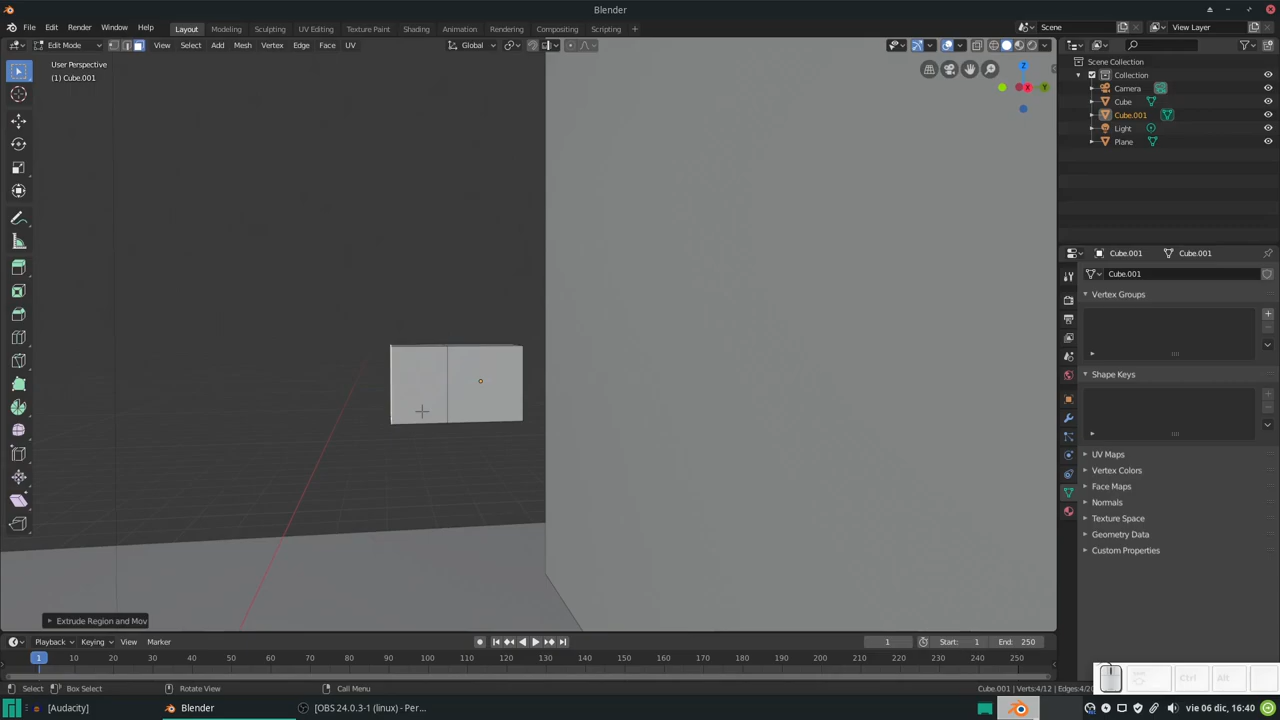 Blender
File Edit Render Window Help
Layout Modeling Sculpting UV Editing Texture Paint Shading Animation Rendering Compositing Scripting +
Scene
View Layer
Edit Mode View Select Add Mesh Vertex Edge Face UV
Global
User Perspective
(1) Cube.001
Z
X
Y
Scene Collection
Collection
Camera
Cube
Cube.001
Light
Plane
Cube.001 Cube.001
Cube.001
Vertex Groups
Shape Keys
UV Maps
Vertex Colors
Face Maps
Normals
Texture Space
Geometry Data
Custom Properties
Extrude Region and Mov
Playback Keying View Marker
1 Start: 1 End: 250
1 10 20 30 40 50 60 70 80 90 100 110 120 130 140 150 160 170 180 190 200 210 220 230 240 250
Select Box Select Rotate View Call Menu
Cube.001 | Verts:4/12 | Edges:4/20
Ctrl Alt
[Audacity] Blender [OBS 24.0.3-1 (linux) - Per...
vie 06 dic, 16:40